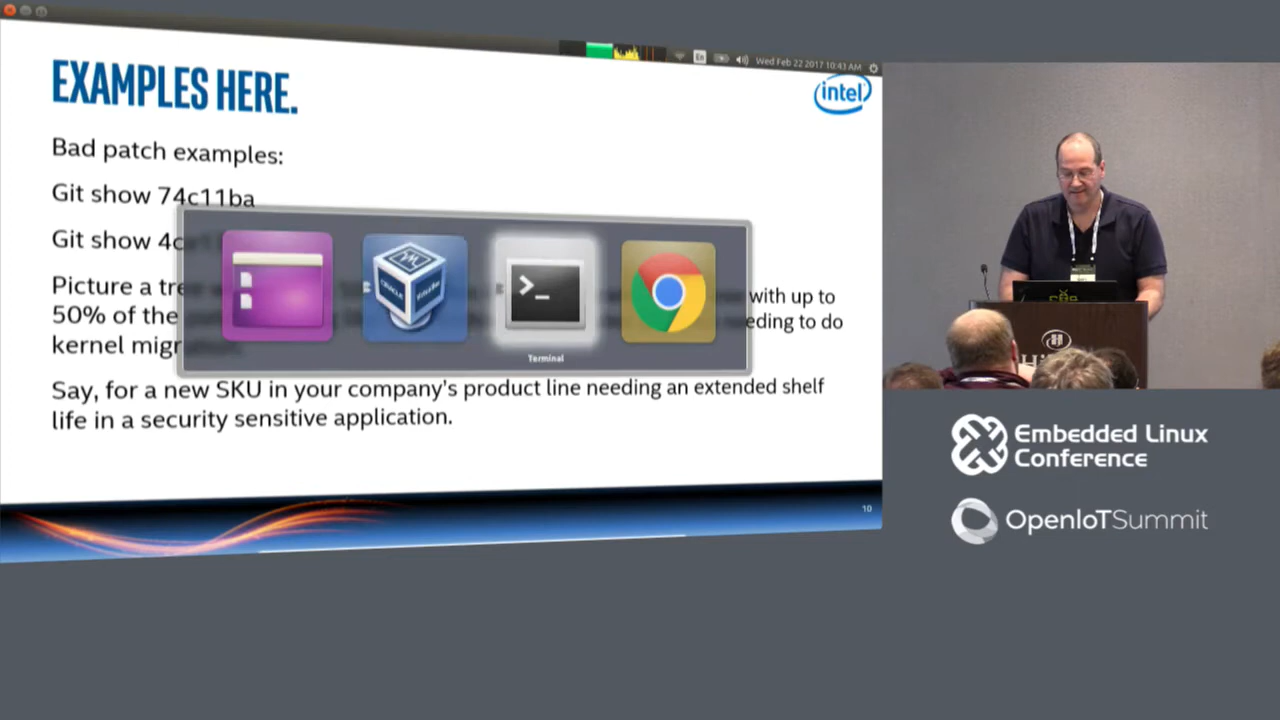 En
Wed Feb 22 2017 10:43 AM
EXAMPLES HERE.
intel
Bad patch examples:
Git show 74c11ba
Git show 4ce
Picture a tre with up to
50% of the eding to do
kernel migr
Terminal
Say, for a new SKU in your company's product line needing an extended shelf
life in a security sensitive application.
10
Embedded Linux
Conference
OpenIoTSummit